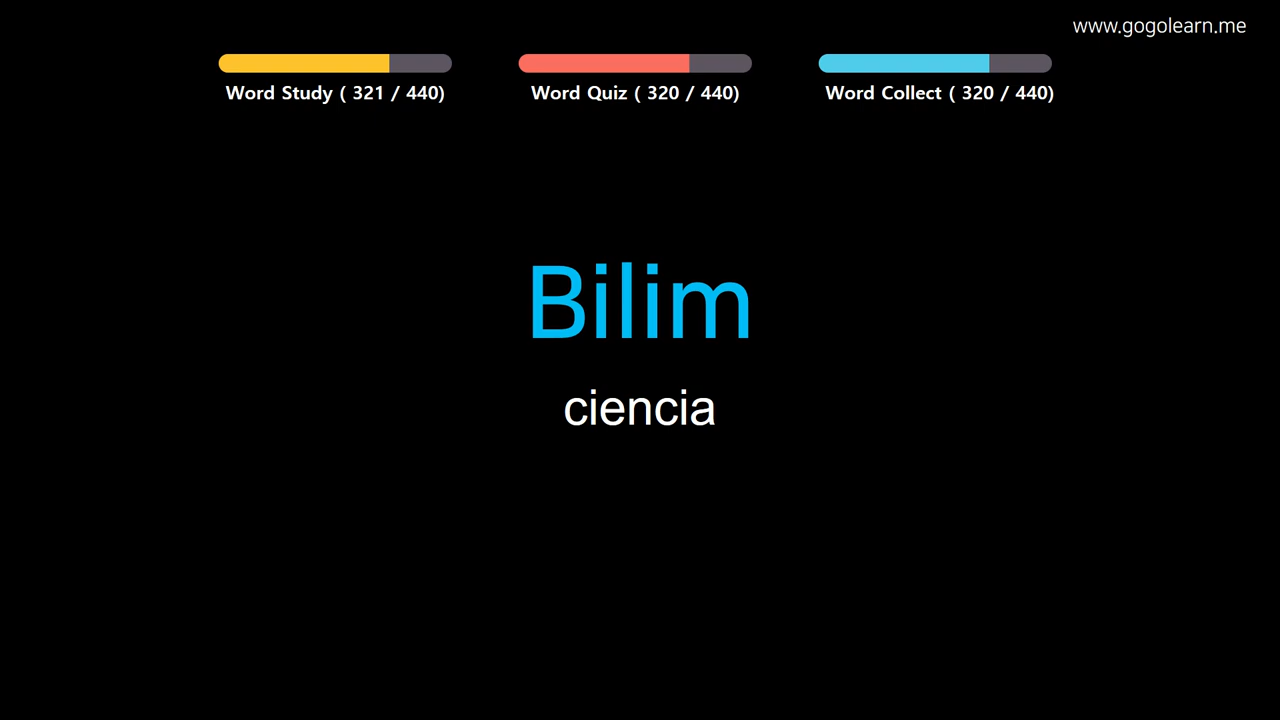 www.gogolearn.me
Word Study ( 321 / 440)
Word Quiz ( 320 / 440)
Word Collect ( 320 / 440)
Bilim
ciencia